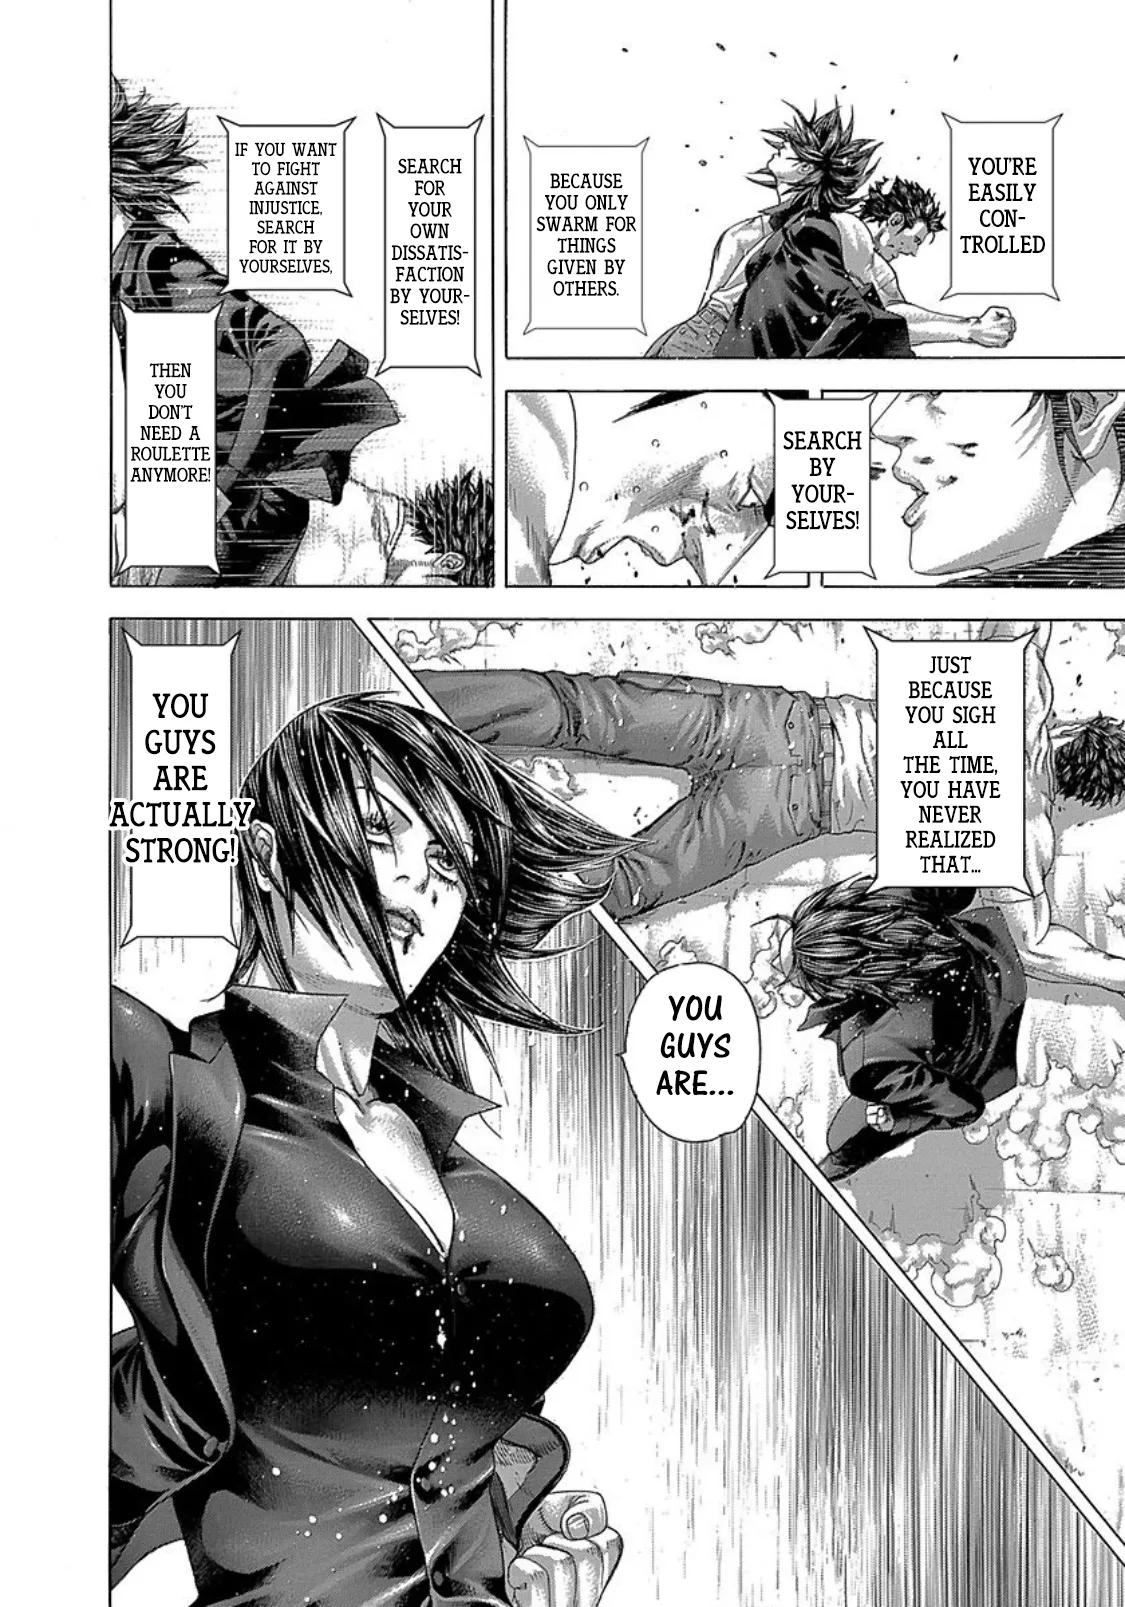 YOU'RE
EASILY
CON-
TROLLED
BECAUSE
YOU ONLY
SWARM FOR
THINGS
GIVEN BY
OTHERS.
SEARCH
BY
YOUR-
SELVES!
SEARCH
FOR
YOUR
OWN
DISSATIS-
FACTION
BY YOUR-
SELVES!
IF YOU WANT
TO FIGHT
AGAINST
INJUSTICE,
SEARCH
FOR IT BY
YOURSELVES,
THEN
YOU
DON'T
NEED A
ROULETTE
ANYMORE!
JUST
BECAUSE
YOU SIGH
ALL
THE TIME,
YOU HAVE
NEVER
REALIZED
THAT...
YOU
GUYS
ARE...
YOU
GUYS
ARE
ACTUALLY
STRONG!